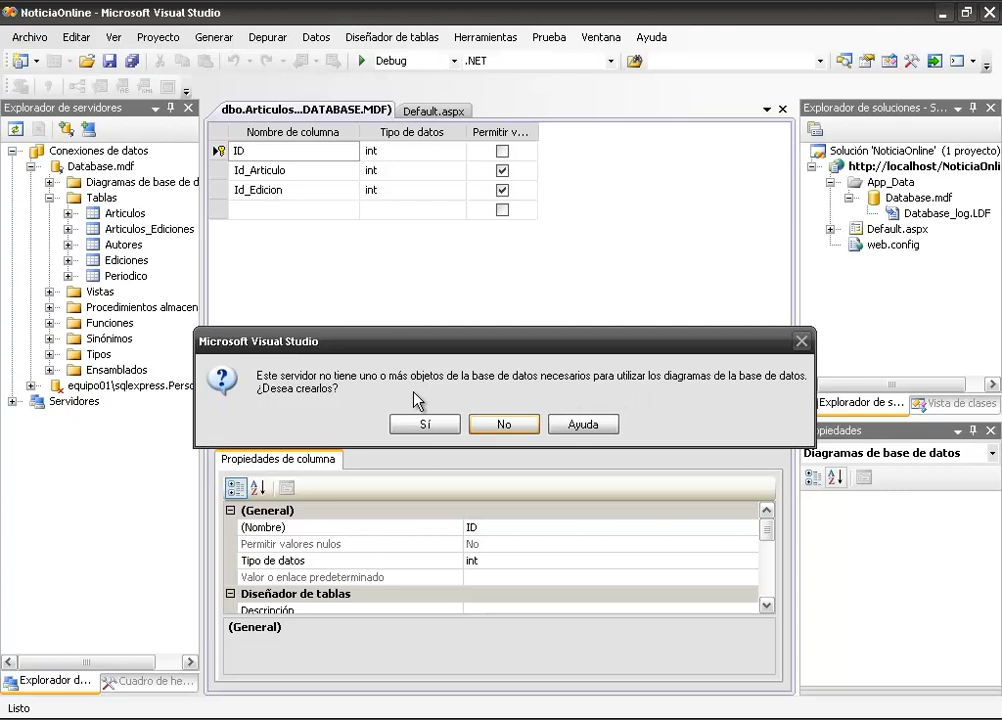 NoticiaOnline - Microsoft Visual Studio
Archivo Editar Ver Proyecto Generar Depurar Datos Diseñador de tablas Herramientas Prueba Ventana Ayuda
Debug .NET
Explorador de servidores
Conexiones de datos
Database.mdf
Diagramas de base de d
Tablas
Articulos
Articulos_Ediciones
Autores
Ediciones
Periodico
Vistas
Procedimientos almacen
Funciones
Sinónimos
Tipos
Ensamblados
equipo01\sqlexpress.Perso
Servidores
Explorador d... Cuadro de he...
dbo.Articulos...DATABASE.MDF) Default.aspx
Nombre de columna Tipo de datos Permitir v...
ID int
Id_Articulo int
Id_Edicion int
Microsoft Visual Studio
Este servidor no tiene uno o más objetos de la base de datos necesarios para utilizar los diagramas de la base de datos.
¿Desea crearlos?
Sí No Ayuda
Propiedades de columna
(General)
(Nombre) ID
Permitir valores nulos No
Tipo de datos int
Valor o enlace predeterminado
Diseñador de tablas
Descripción
(General)
Explorador de soluciones - S...
Solución 'NoticiaOnline' (1 proyecto)
http://localhost/NoticiaOnli
App_Data
Database.mdf
Database_log.LDF
Default.aspx
web.config
Explorador de s... Vista de clases
piedades
Diagramas de base de datos
Listo